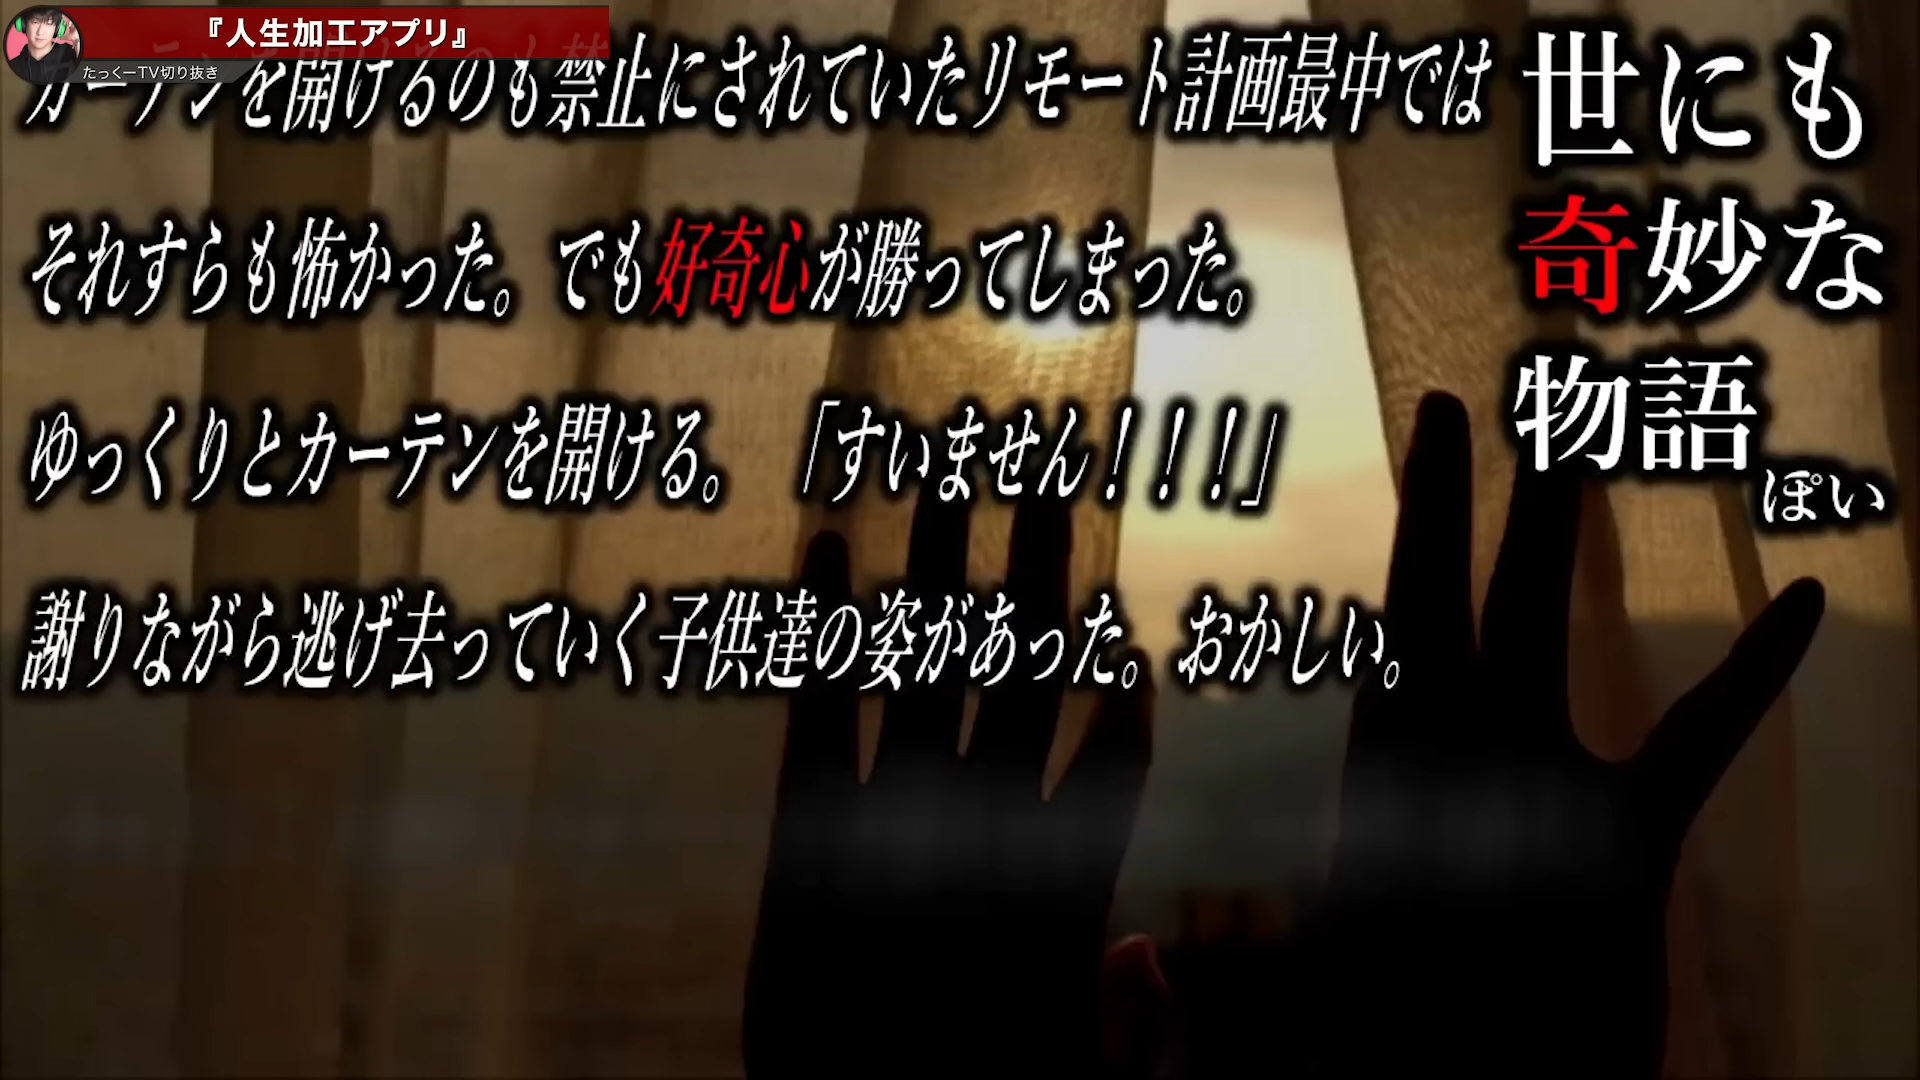 『人生加工アプリ』
たっくーTV切り抜き
カーテンを開けるのも禁止にされていたリモート計画最中では
それすらも怖かった。でも好奇心が勝ってしまった。
ゆっくりとカーテンを開ける。「すいません！！！」
謝りながら逃げ去っていく子供達の姿があった。おかしい。
世にも
奇妙な
物語
ぽい